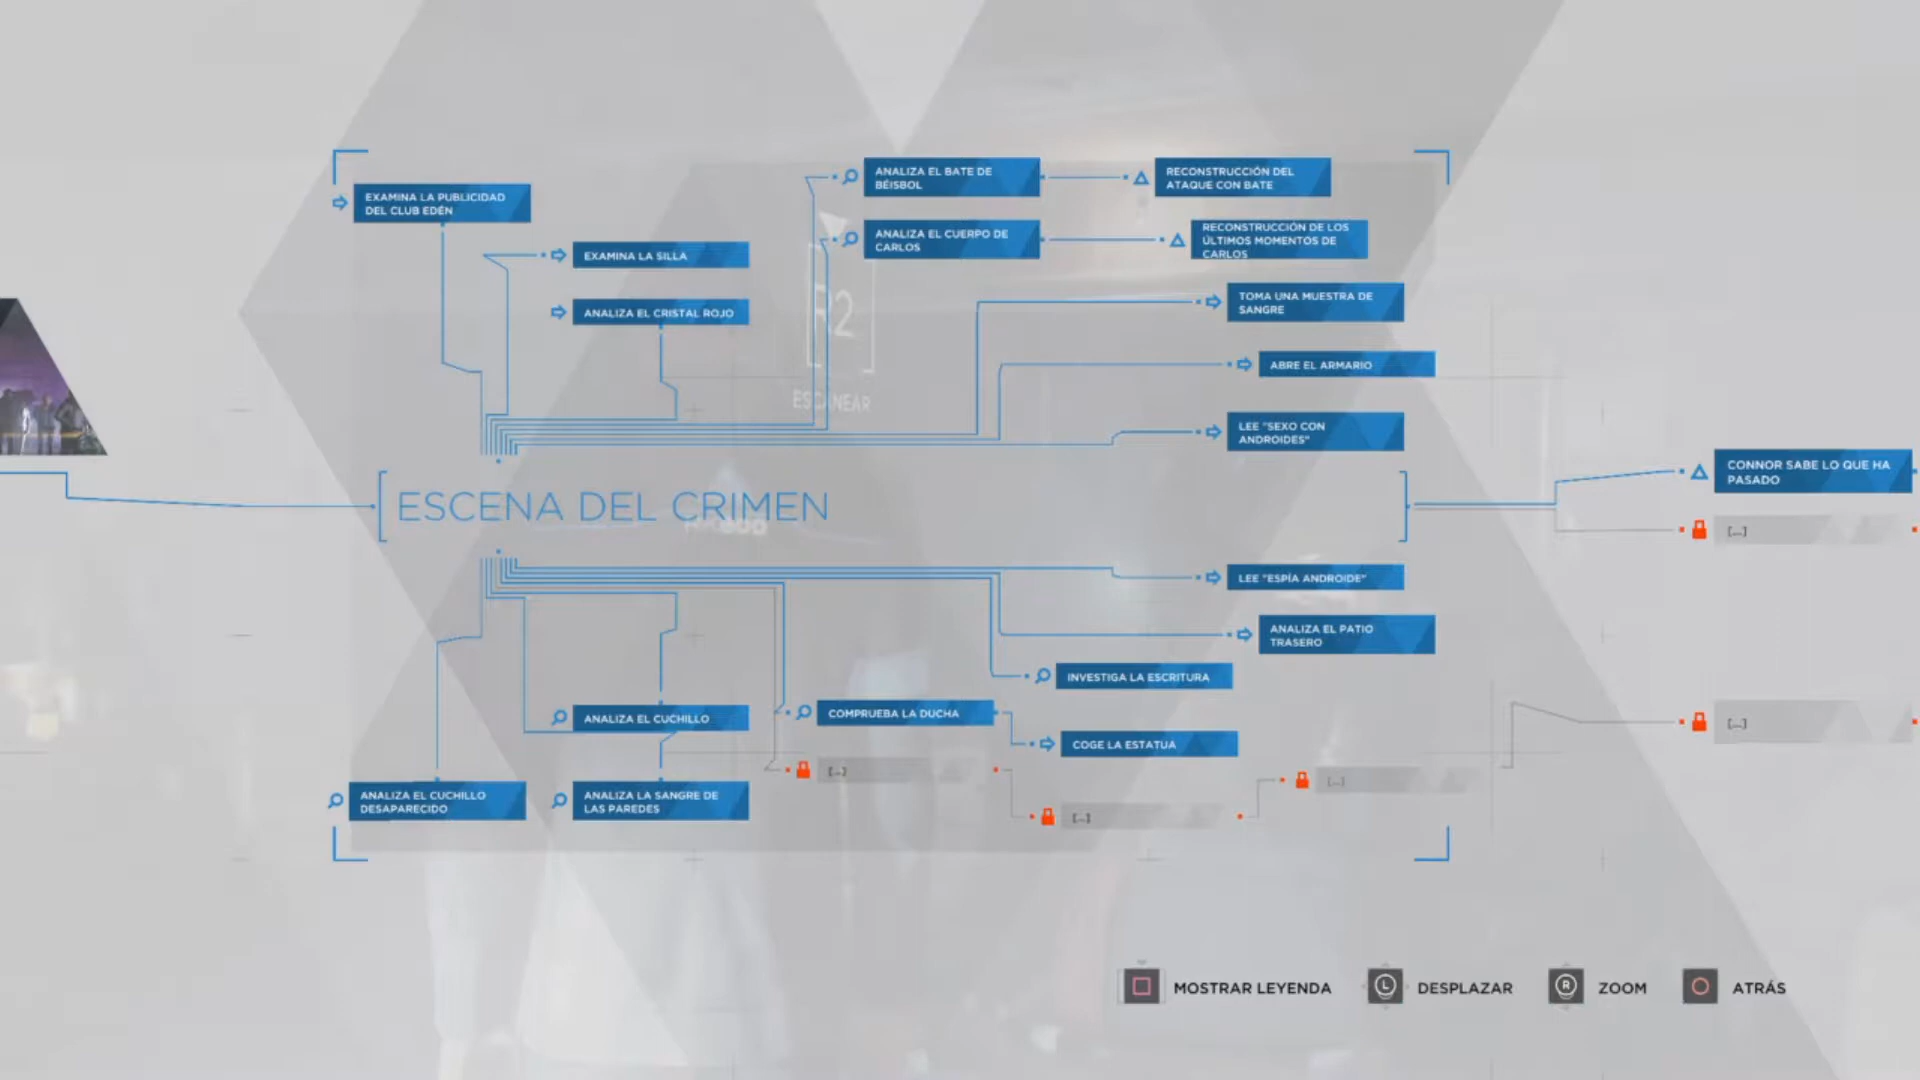 EXAMINA LA PUBLICIDAD
DEL CLUB EDÉN
EXAMINA LA SILLA
ANALIZA EL CRISTAL ROJO
ANALIZA EL BATE DE
BÉISBOL
RECONSTRUCCIÓN DEL
ATAQUE CON BATE
ANALIZA EL CUERPO DE
CARLOS
RECONSTRUCCIÓN DE LOS
ÚLTIMOS MOMENTOS DE
CARLOS
TOMA UNA MUESTRA DE
SANGRE
R2
ESCANEAR
ABRE EL ARMARIO
LEE "SEXO CON
ANDROIDES"
ESCENA DEL CRIMEN
CONNOR SABE LO QUE HA
PASADO
[...]
LEE "ESPÍA ANDROIDE"
ANALIZA EL PATIO
TRASERO
INVESTIGA LA ESCRITURA
ANALIZA EL CUCHILLO
COMPRUEBA LA DUCHA
[...]
COGE LA ESTATUA
[...]
[...]
ANALIZA EL CUCHILLO
DESAPARECIDO
ANALIZA LA SANGRE DE
LAS PAREDES
[...]
MOSTRAR LEYENDA
L
DESPLAZAR
R
ZOOM
ATRÁS